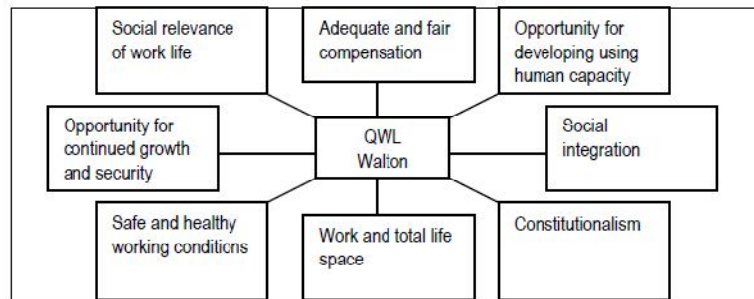 Social relevance
of work life
Adequate and fair
compensation
Opportunity for
developing using
human capacity
Opportunity for
continued growth
and security
QWL
Walton
Social
integration
Safe and healthy
working conditions
Work and total life
space
Constitutionalism